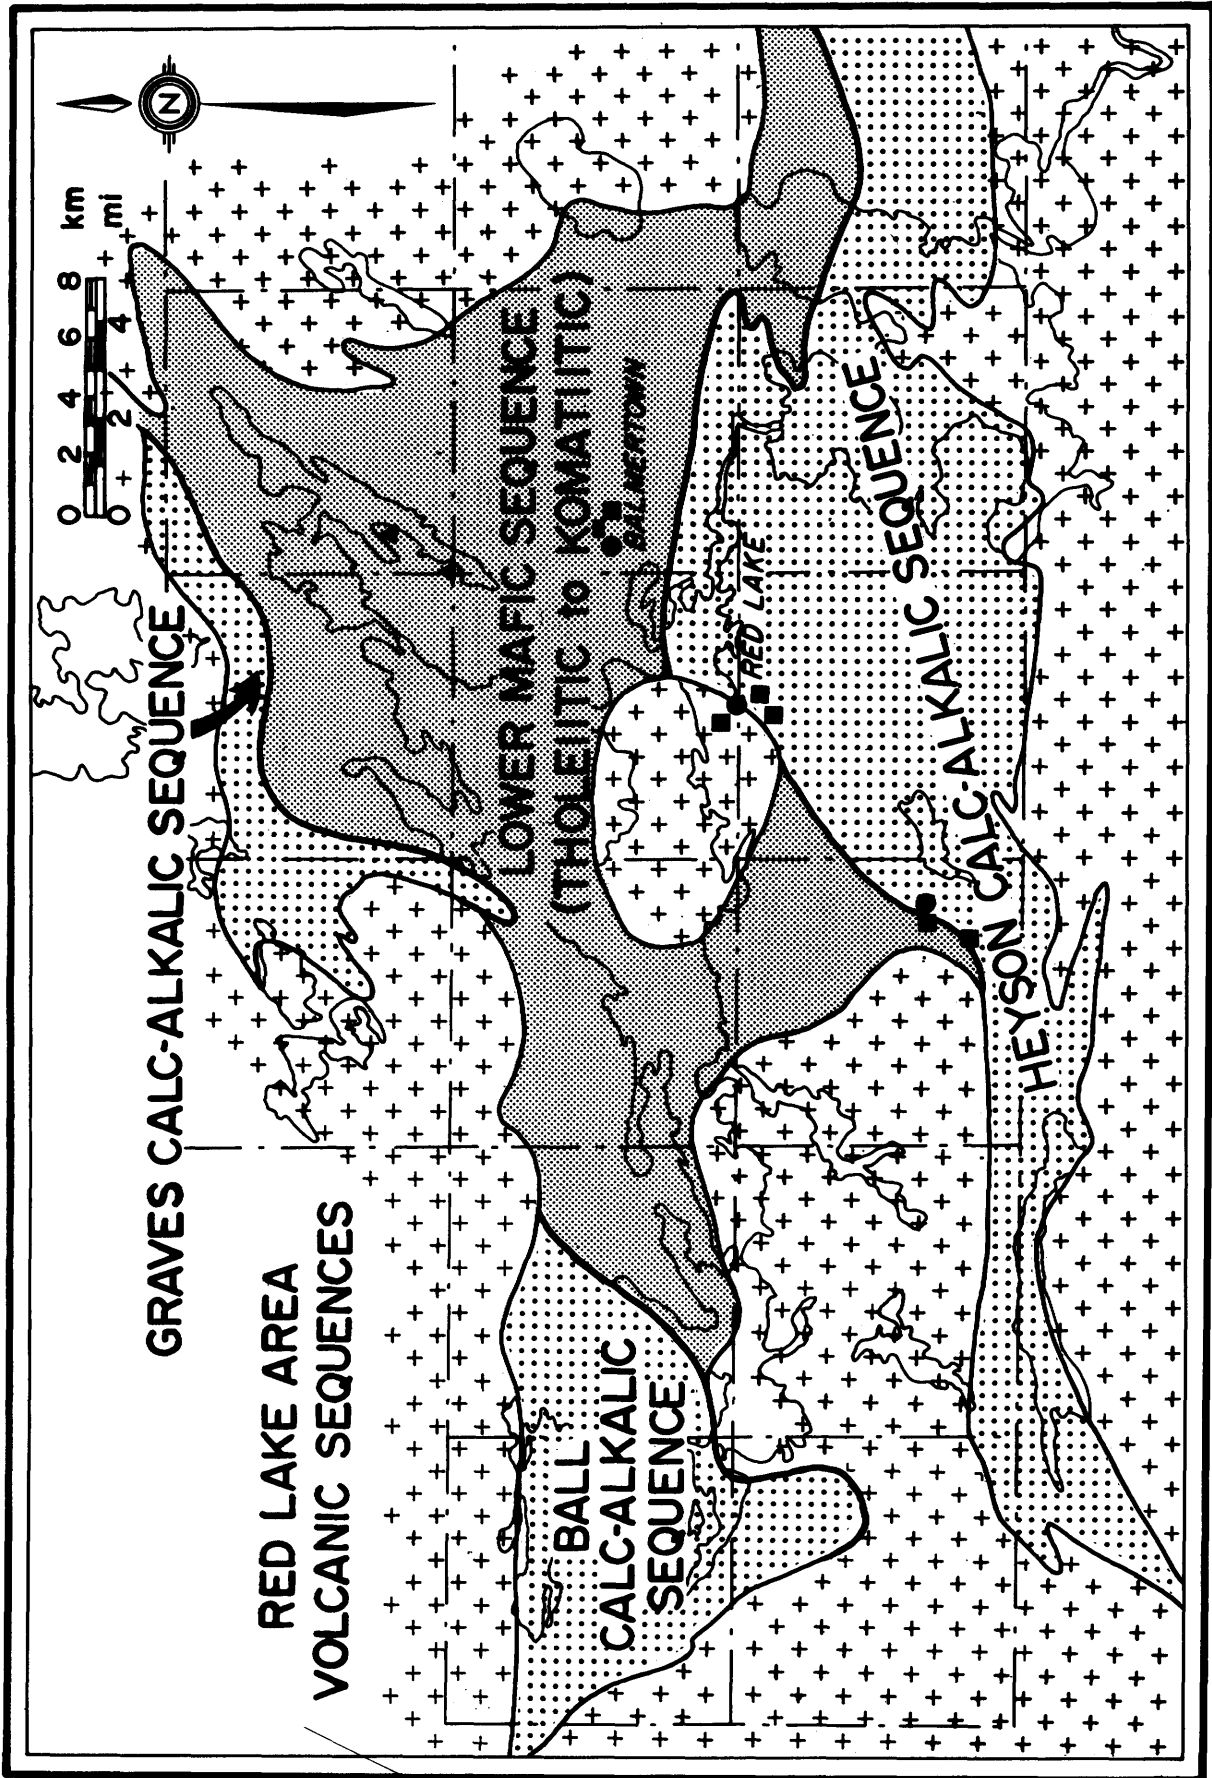 RED LAKE AREA
VOLCANIC SEQUENCES
GRAVES CALC-ALKALIC SEQUENCE
0 2 4 6 8 km
0 2 4 mi
N
LOWER MAFIC SEQUENCE
(THOLEIITIC to KOMATIITIC)
BALMERTOWN
BALL
CALC-ALKALIC
SEQUENCE
RED LAKE
HEYSON CALC-ALKALIC SEQUENCE